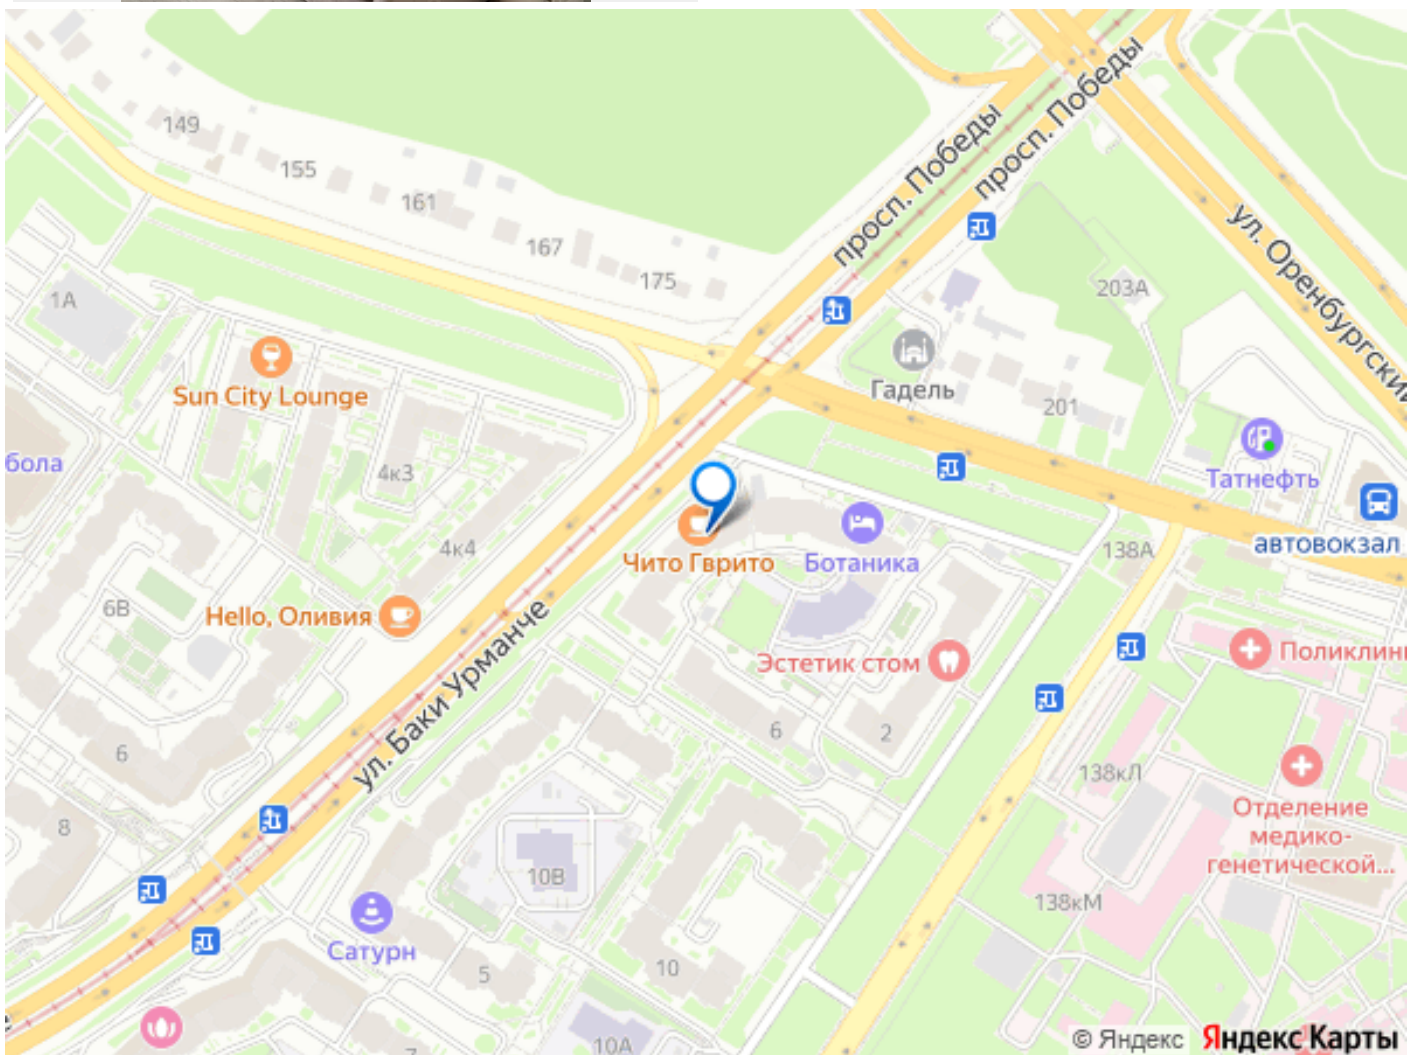 просп. Победы
просп. Победы
149
155
161
167
175
ул. Оренбургский
203А
1А
Sun City Lounge
Гадель
201
бола
4к3
Татнефть
4к4
138А
автовокзал
Чито Гврито
Ботаника
6В
Hello, Оливия
ул. Баки Урманче
Эстетик стом
Поликлин
6
2
6
138кЛ
8
Отделение
медико-
генетической...
10В
138кМ
Сатурн
5
10
7
10А
© Яндекс Яндекс Карты